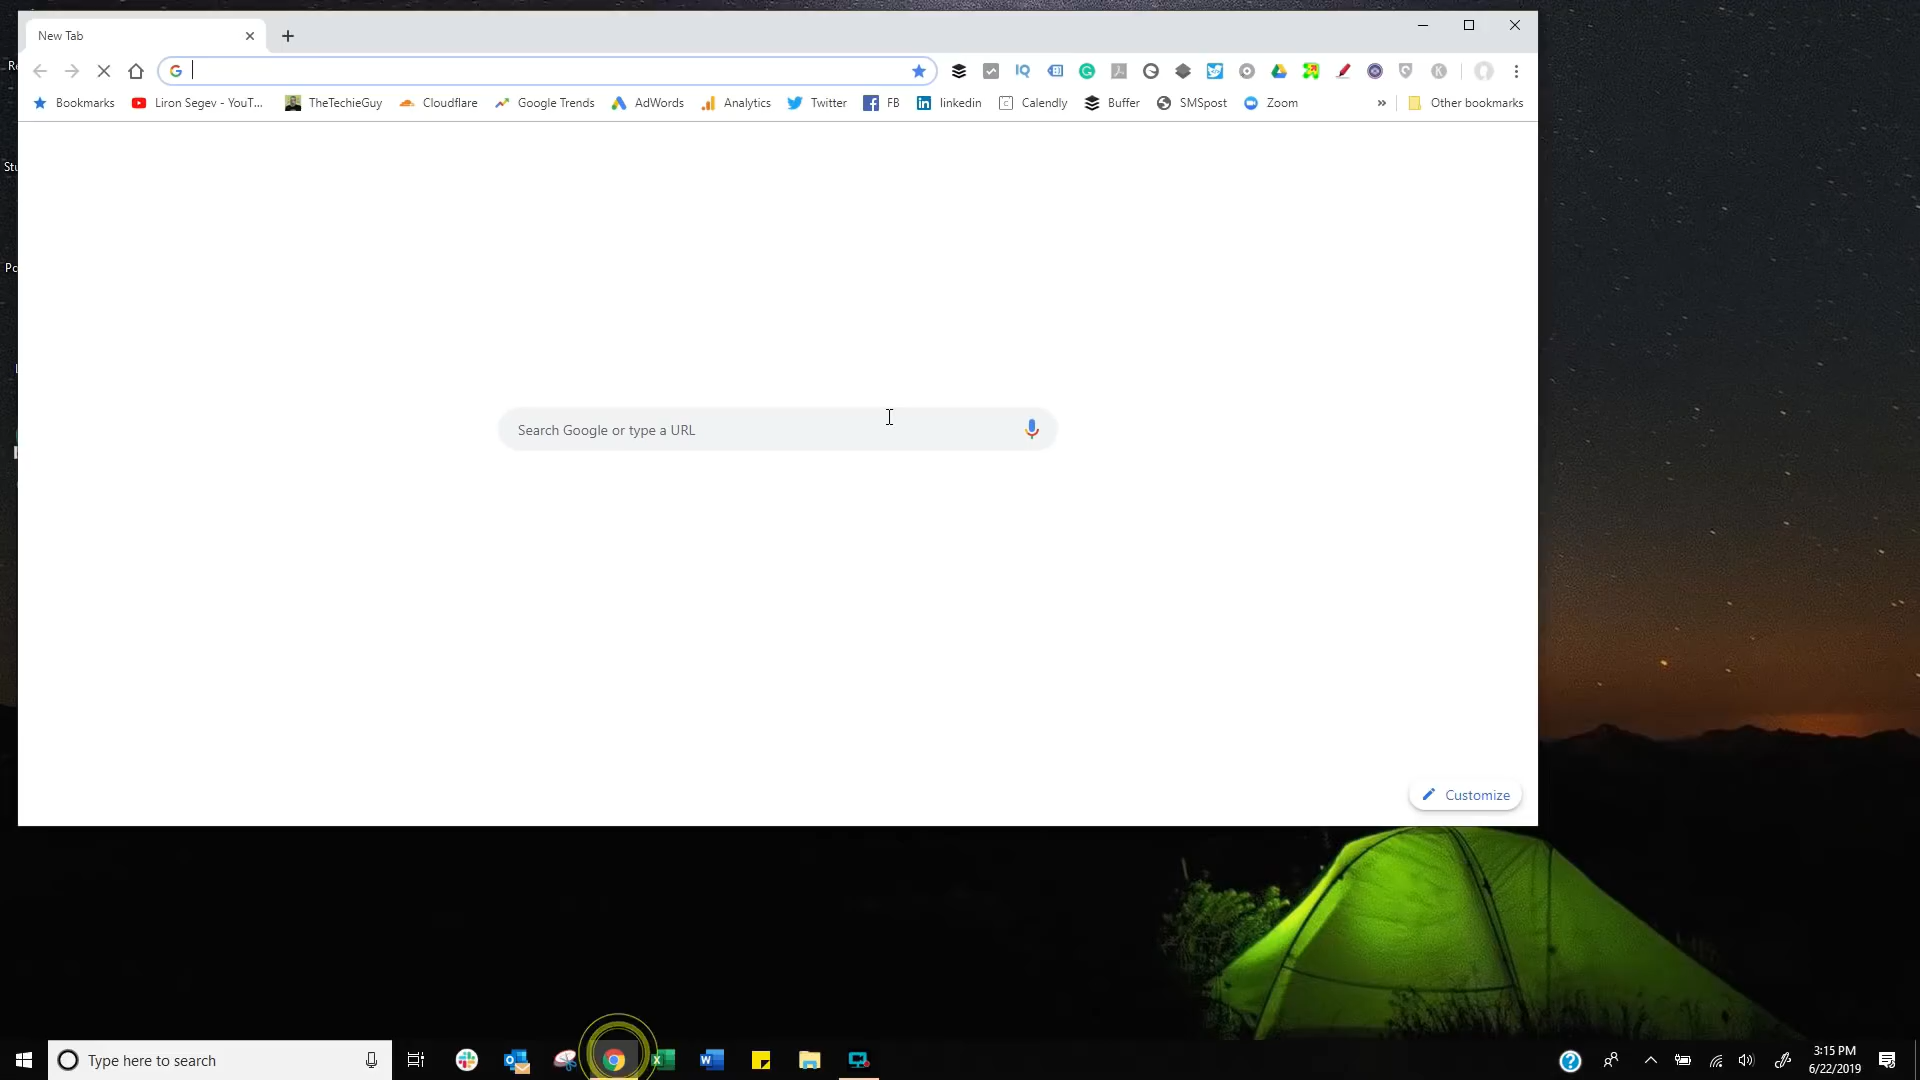 New Tab
Bookmarks Liron Segev - YouT... TheTechieGuy Cloudflare Google Trends AdWords Analytics Twitter FB linkedin Calendly Buffer SMSpost Zoom » Other bookmarks
Search Google or type a URL
Customize
Type here to search
3:15 PM
6/22/2019